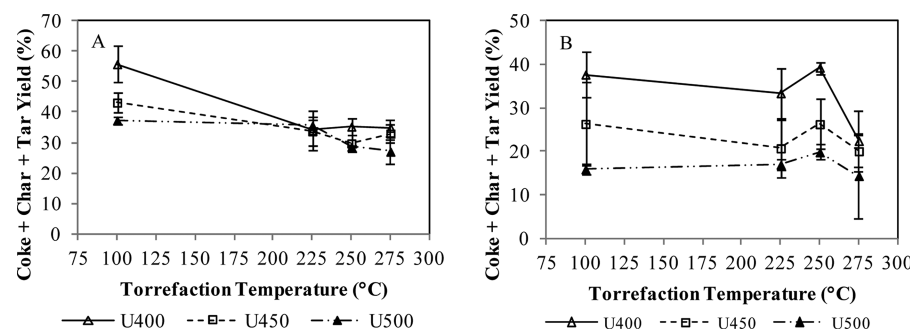 A
Coke + Char + Tar Yield (%)
70
60
50
40
30
20
10
0
75 100 125 150 175 200 225 250 275 300
Torrefaction Temperature (°C)
U400 U450 U500
B
Coke + Char + Tar Yield (%)
50
40
30
20
10
0
75 100 125 150 175 200 225 250 275 300
Torrefaction Temperature (°C)
U400 U450 U500